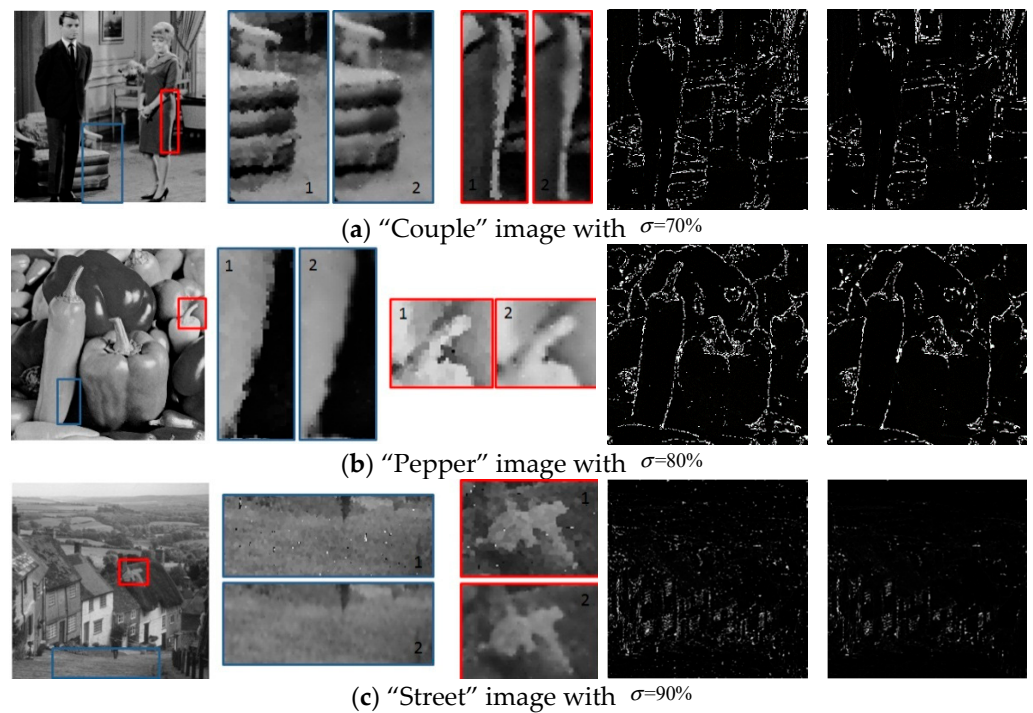 1 2 1 2
(a) “Couple” image with σ=70%
1 2 1 2
(b) “Pepper” image with σ=80%
1 1
2 2
(c) “Street” image with σ=90%